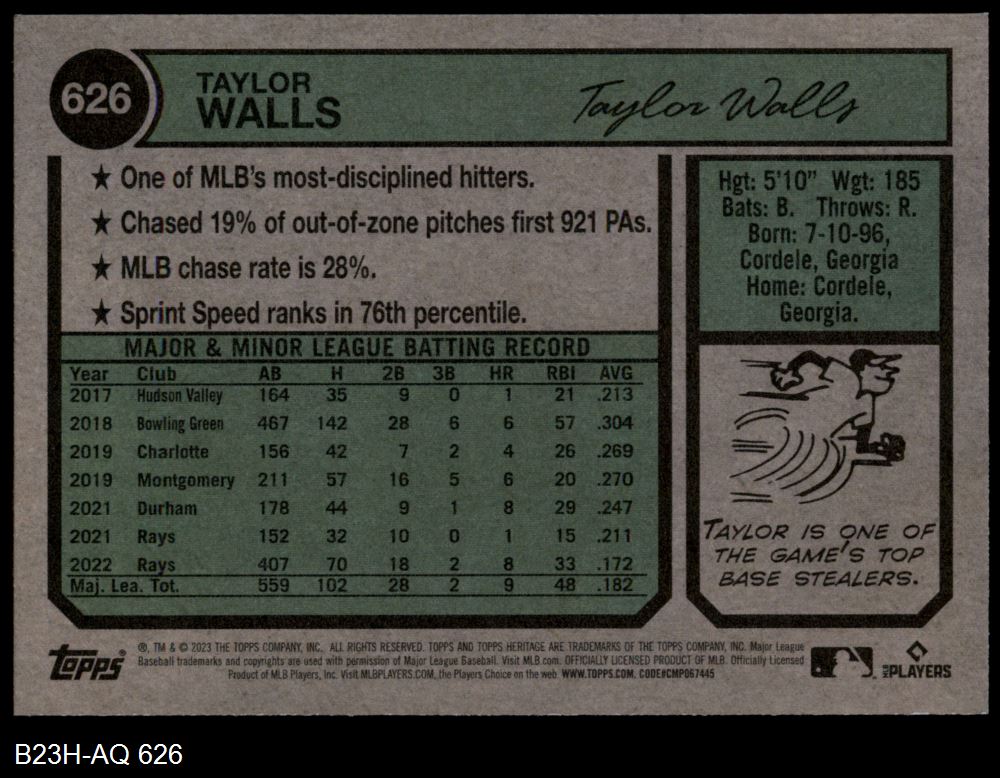 626
TAYLOR
WALLS
Taylor Walls
★ One of MLB's most-disciplined hitters.
★ Chased 19% of out-of-zone pitches first 921 PAs.
★ MLB chase rate is 28%.
★ Sprint Speed ranks in 76th percentile.
Hgt: 5'10" Wgt: 185
Bats: B. Throws: R.
Born: 7-10-96,
Cordele, Georgia
Home: Cordele,
Georgia.
MAJOR & MINOR LEAGUE BATTING RECORD
Year Club AB H 2B 3B HR RBI AVG
2017 Hudson Valley 164 35 9 0 1 21 .213
2018 Bowling Green 467 142 28 6 6 57 .304
2019 Charlotte 156 42 7 2 4 26 .269
2019 Montgomery 211 57 16 5 6 20 .270
2021 Durham 178 44 9 1 8 29 .247
2021 Rays 152 32 10 0 1 15 .211
2022 Rays 407 70 18 2 8 33 .172
Maj. Lea. Tot. 559 102 28 2 9 48 .182
TAYLOR IS ONE OF
THE GAME'S TOP
BASE STEALERS.
topps
®, TM & © 2023 THE TOPPS COMPANY, INC. ALL RIGHTS RESERVED. TOPPS AND TOPPS HERITAGE ARE TRADEMARKS OF THE TOPPS COMPANY, INC. Major League
Baseball trademarks and copyrights are used with permission of Major League Baseball. Visit MLB.com. OFFICIALLY LICENSED PRODUCT OF MLB. Officially Licensed
Product of MLB Players, Inc. Visit MLBPLAYERS.COM, the Players Choice on the web. WWW.TOPPS.COM. CODE#CMP067445
MLB PLAYERS
B23H-AQ 626